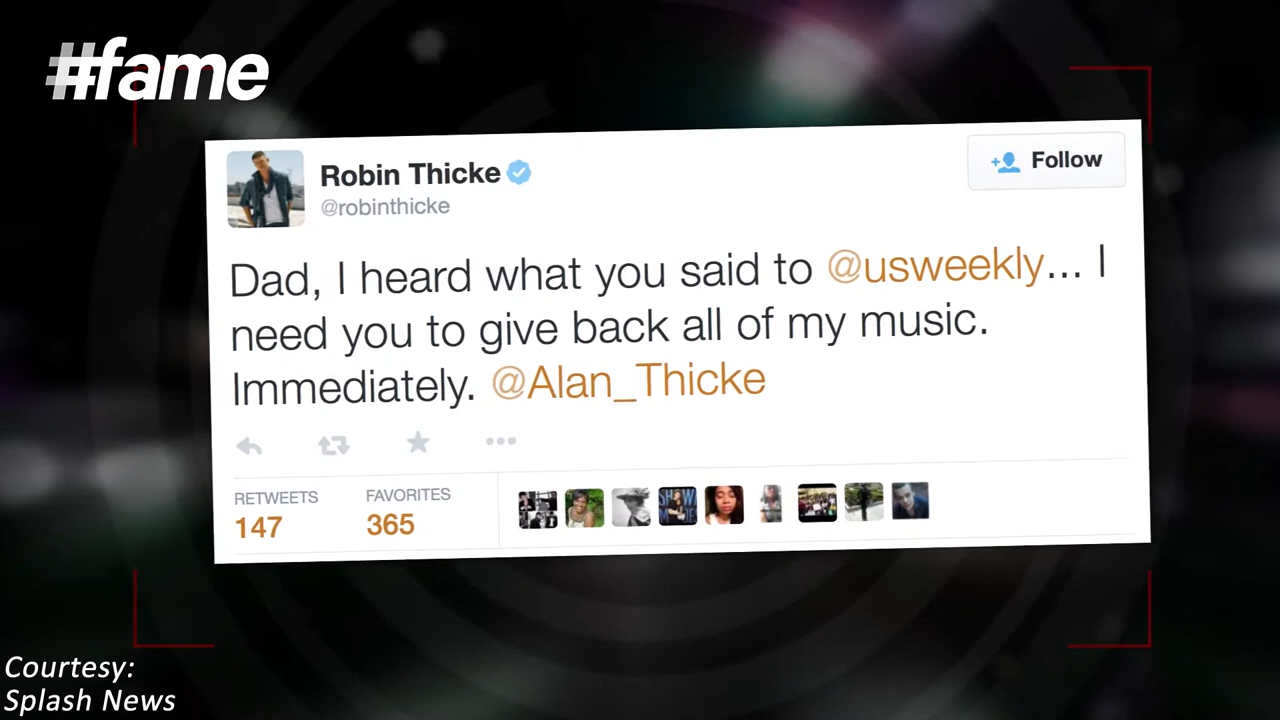 #fame
Robin Thicke
@robinthicke
Follow
Dad, I heard what you said to @usweekly... I
need you to give back all of my music.
Immediately. @Alan_Thicke
RETWEETS
147
FAVORITES
365
Courtesy:
Splash News